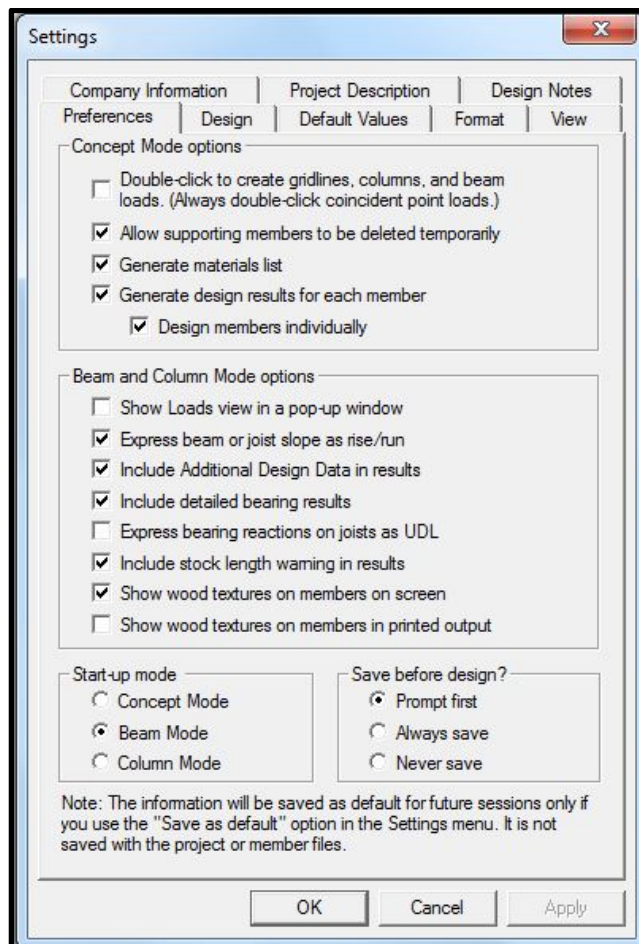 Settings
Company Information
Project Description
Design Notes
Preferences
Design
Default Values
Format
View
Concept Mode options
Double-click to create gridlines, columns, and beam
loads. (Always double-click coincident point loads.)
Allow supporting members to be deleted temporarily
Generate materials list
Generate design results for each member
Design members individually
Beam and Column Mode options
Show Loads view in a pop-up window
Express beam or joist slope as rise/run
Include Additional Design Data in results
Include detailed bearing results
Express bearing reactions on joists as UDL
Include stock length warning in results
Show wood textures on members on screen
Show wood textures on members in printed output
Start-up mode
Concept Mode
Beam Mode
Column Mode
Save before design?
Prompt first
Always save
Never save
Note: The information will be saved as default for future sessions only if
you use the "Save as default" option in the Settings menu. It is not
saved with the project or member files.
OK
Cancel
Apply